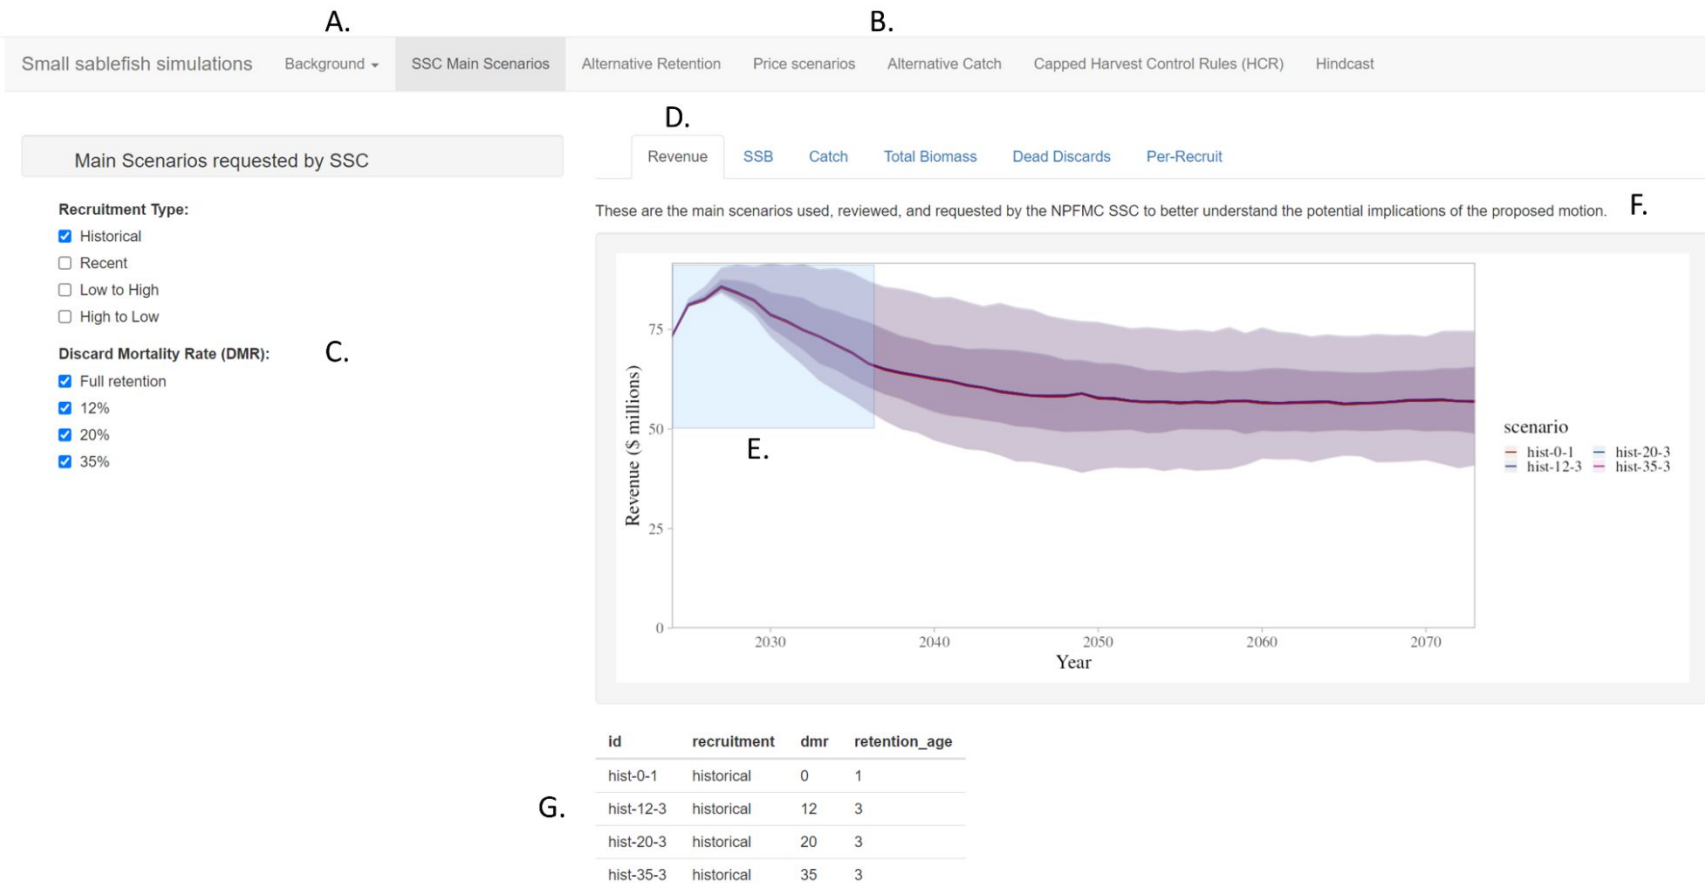 A.
B.
Small sablefish simulations Background SSC Main Scenarios Alternative Retention Price scenarios Alternative Catch Capped Harvest Control Rules (HCR) Hindcast
Main Scenarios requested by SSC
Recruitment Type:
Historical
Recent
Low to High
High to Low
Discard Mortality Rate (DMR):
C.
Full retention
12%
20%
35%
D.
Revenue SSB Catch Total Biomass Dead Discards Per-Recruit
These are the main scenarios used, reviewed, and requested by the NPFMC SSC to better understand the potential implications of the proposed motion.
F.
Revenue ($ millions)
75
50
25
0
E.
2030 2040 2050 2060 2070
Year
scenario
hist-0-1 hist-20-3
hist-12-3 hist-35-3
G.
id recruitment dmr retention_age
hist-0-1 historical 0 1
hist-12-3 historical 12 3
hist-20-3 historical 20 3
hist-35-3 historical 35 3